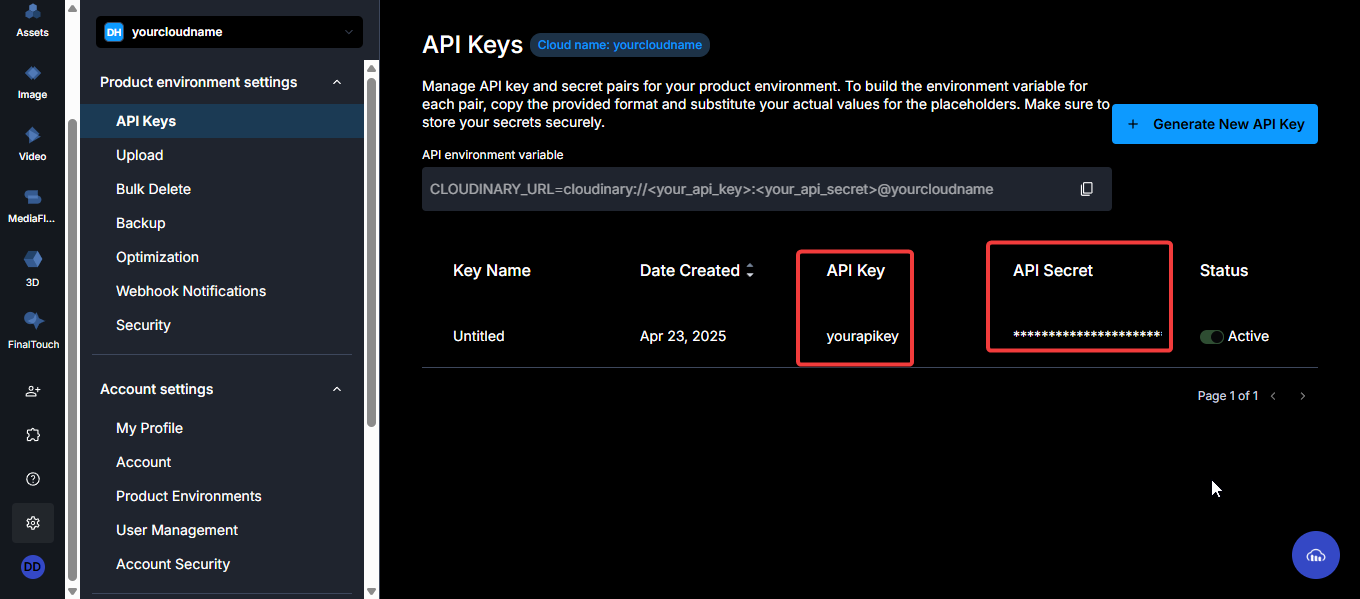 Assets
Image
Video
MediaFl...
3D
FinalTouch
DD
DH yourcloudname
Product environment settings
API Keys
Upload
Bulk Delete
Backup
Optimization
Webhook Notifications
Security
Account settings
My Profile
Account
Product Environments
User Management
Account Security
API Keys Cloud name: yourcloudname
Manage API key and secret pairs for your product environment. To build the environment variable for
each pair, copy the provided format and substitute your actual values for the placeholders. Make sure to
store your secrets securely.
+ Generate New API Key
API environment variable
CLOUDINARY_URL=cloudinary://<your_api_key>:<your_api_secret>@yourcloudname
Key Name Date Created API Key API Secret Status
Untitled Apr 23, 2025 yourapikey ********************* Active
Page 1 of 1